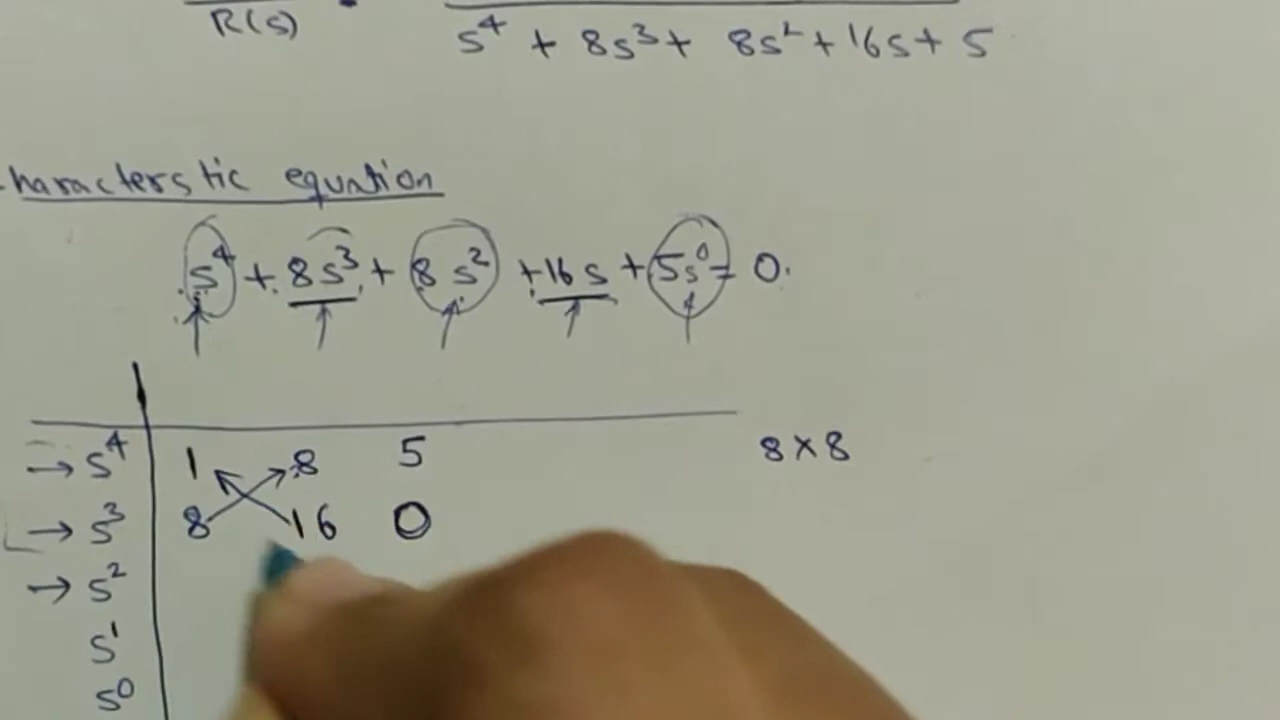 R(s)
s⁴ + 8s³ + 8s² + 16s + 5
haracterstic equation
s⁴ + 8s³ + 8s² + 16s + 5s⁰ = 0.
→ s⁴ 1 8 5 8×8
→ s³ 8 16 0
→ s²
s¹
s⁰